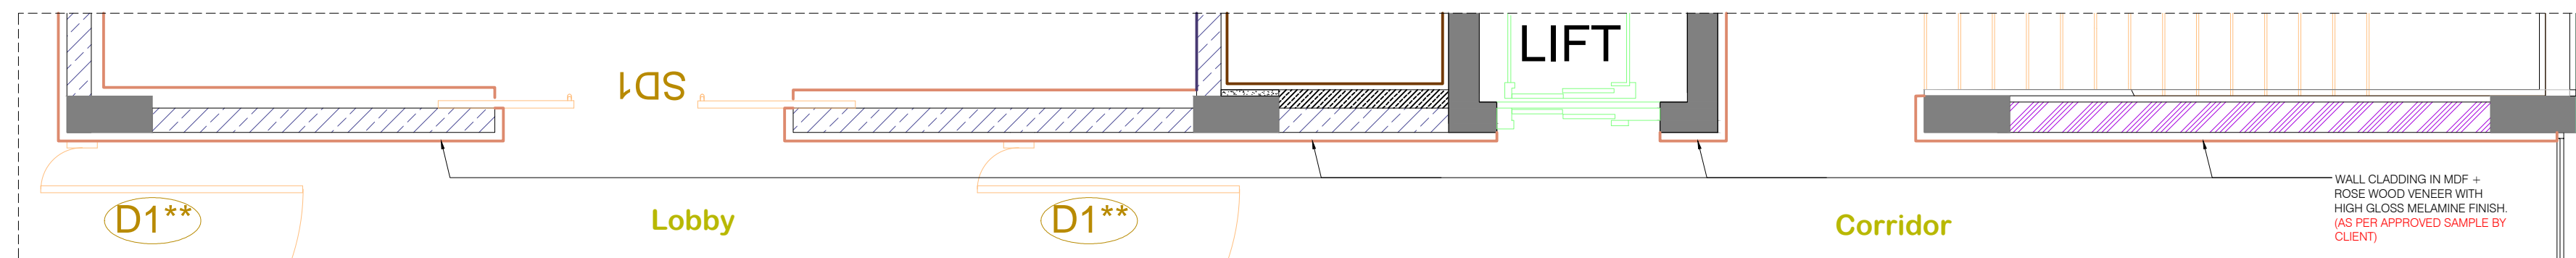 LIFT
SD1
D1**
Lobby
D1**
Corridor
WALL CLADDING IN MDF +
ROSE WOOD VENEER WITH
HIGH GLOSS MELAMINE FINISH.
(AS PER APPROVED SAMPLE BY
CLIENT)